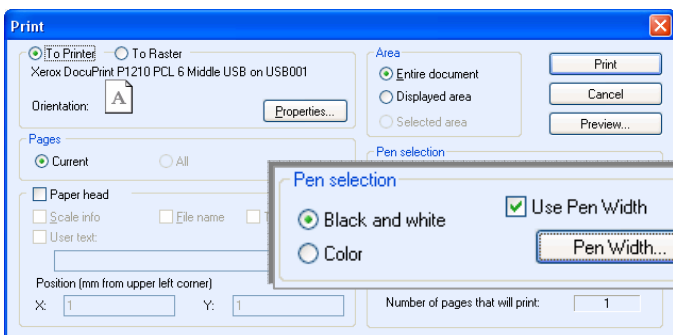 Print
To Printer To Raster
Xerox DocuPrint P1210 PCL 6 Middle USB on USB001
Orientation: A
Properties...
Area
Entire document
Displayed area
Selected area
Print
Cancel
Preview...
Pages
Current All
Pen selection
Paper head
Scale info File name
User text:
Position (mm from upper left corner)
X: 1 Y: 1
Pen selection
Black and white
Color
Use Pen Width
Pen Width...
Number of pages that will print: 1